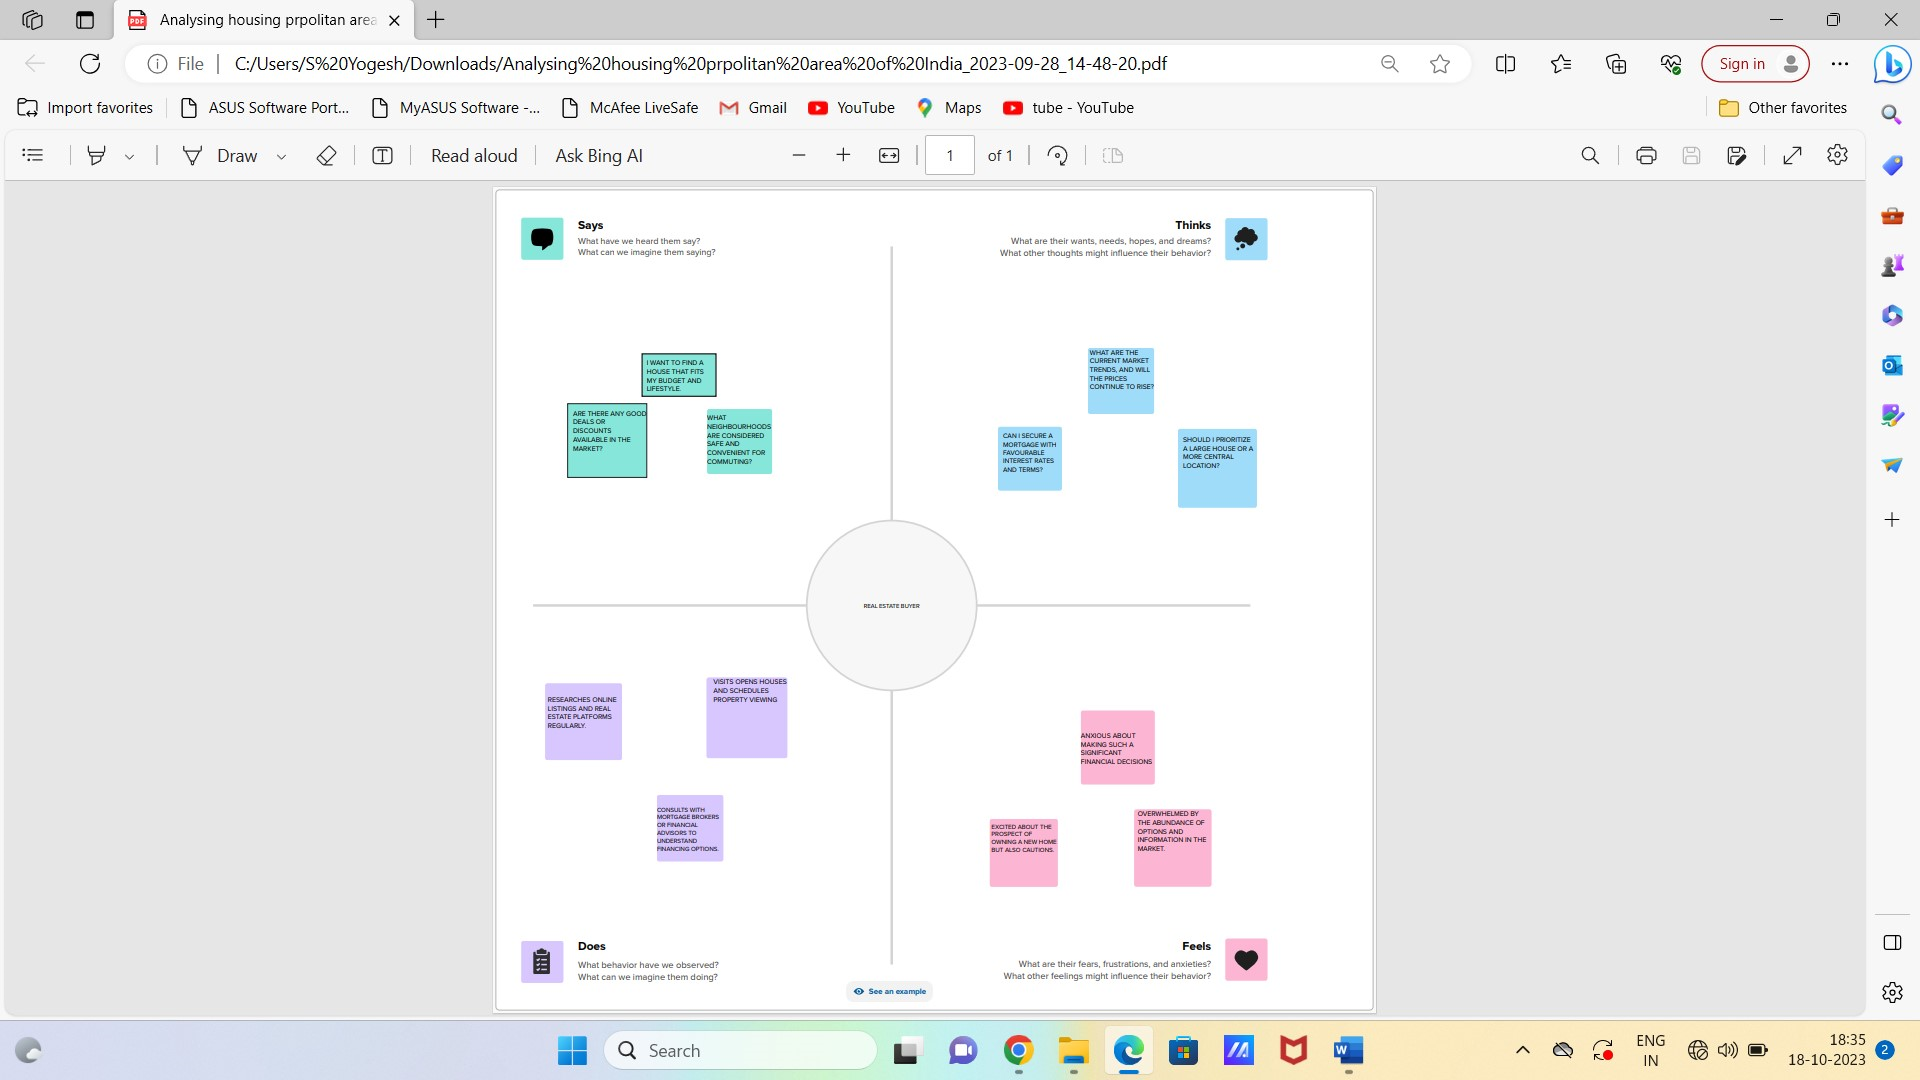 Analysing housing prpolitan area
File
C:/Users/S%20Yogesh/Downloads/Analysing%20housing%20prpolitan%20area%20of%20India_2023-09-28_14-48-20.pdf
Sign in
Import favorites
ASUS Software Port...
MyASUS Software -...
McAfee LiveSafe
Gmail
YouTube
Maps
tube - YouTube
Other favorites
Draw
Read aloud
Ask Bing AI
1
of 1
Says
What have we heard them say?
What can we imagine them saying?
Thinks
What are their wants, needs, hopes, and dreams?
What other thoughts might influence their behavior?
I WANT TO FIND A
HOUSE THAT FITS
MY BUDGET AND
LIFESTYLE.
ARE THERE ANY GOOD
DEALS OR
DISCOUNTS
AVAILABLE IN THE
MARKET?
WHAT
NEIGHBOURHOODS
ARE CONSIDERED
SAFE AND
CONVENIENT FOR
COMMUTING?
WHAT ARE THE
CURRENT MARKET
TRENDS, AND WILL
THE PRICES
CONTINUE TO RISE?
CAN I SECURE A
MORTGAGE WITH
FAVOURABLE
INTEREST RATES
AND TERMS?
SHOULD I PRIORITIZE
A LARGE HOUSE OR A
MORE CENTRAL
LOCATION?
REAL ESTATE BUYER
RESEARCHES ONLINE
LISTINGS AND REAL
ESTATE PLATFORMS
REGULARLY.
VISITS OPENS HOUSES
AND SCHEDULES
PROPERTY VIEWING
CONSULTS WITH
MORTGAGE BROKERS
OR FINANCIAL
ADVISORS TO
UNDERSTAND
FINANCING OPTIONS.
ANXIOUS ABOUT
MAKING SUCH A
SIGNIFICANT
FINANCIAL DECISIONS
EXCITED ABOUT THE
PROSPECT OF
OWNING A NEW HOME
BUT ALSO CAUTIONS.
OVERWHELMED BY
THE ABUNDANCE OF
OPTIONS AND
INFORMATION IN THE
MARKET.
Does
What behavior have we observed?
What can we imagine them doing?
Feels
What are their fears, frustrations, and anxieties?
What other feelings might influence their behavior?
See an example
Search
ENG
IN
18:35
18-10-2023
2